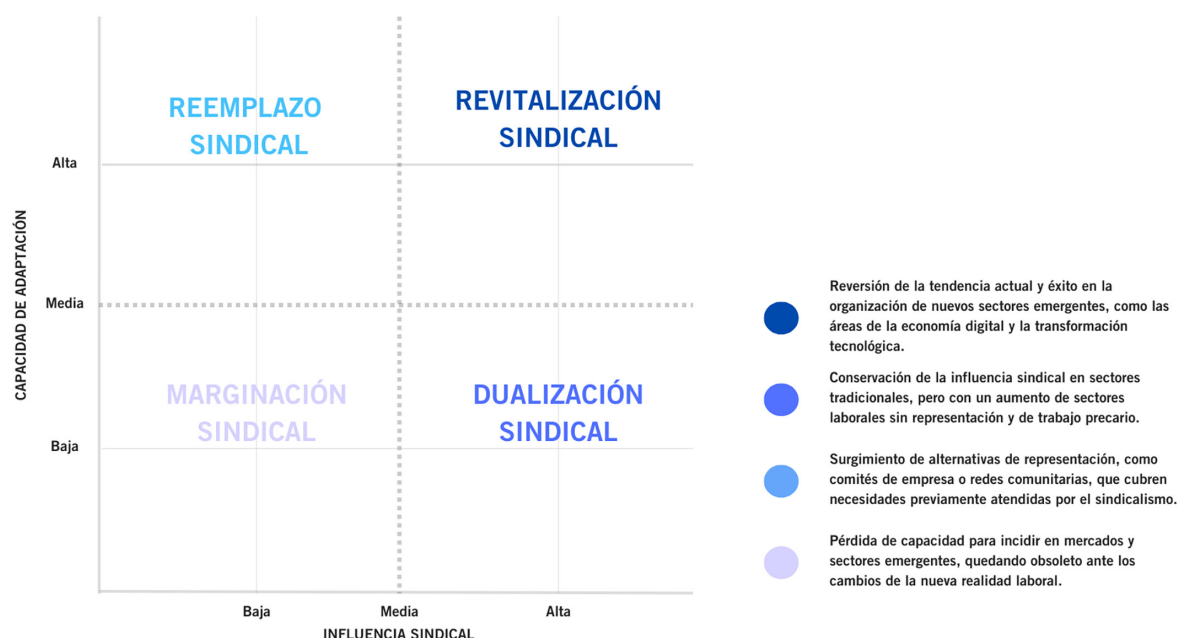 REEMPLAZO
SINDICAL
REVITALIZACIÓN
SINDICAL
Alta
CAPACIDAD DE ADAPTACIÓN
Media
MARGINACIÓN
SINDICAL
DUALIZACIÓN
SINDICAL
Baja
Baja
Media
Alta
INFLUENCIA SINDICAL
Reversión de la tendencia actual y éxito en la
organización de nuevos sectores emergentes, como las
áreas de la economía digital y la transformación
tecnológica.
Conservación de la influencia sindical en sectores
tradicionales, pero con un aumento de sectores
laborales sin representación y de trabajo precario.
Surgimiento de alternativas de representación, como
comités de empresa o redes comunitarias, que cubren
necesidades previamente atendidas por el sindicalismo.
Pérdida de capacidad para incidir en mercados y
sectores emergentes, quedando obsoleto ante los
cambios de la nueva realidad laboral.